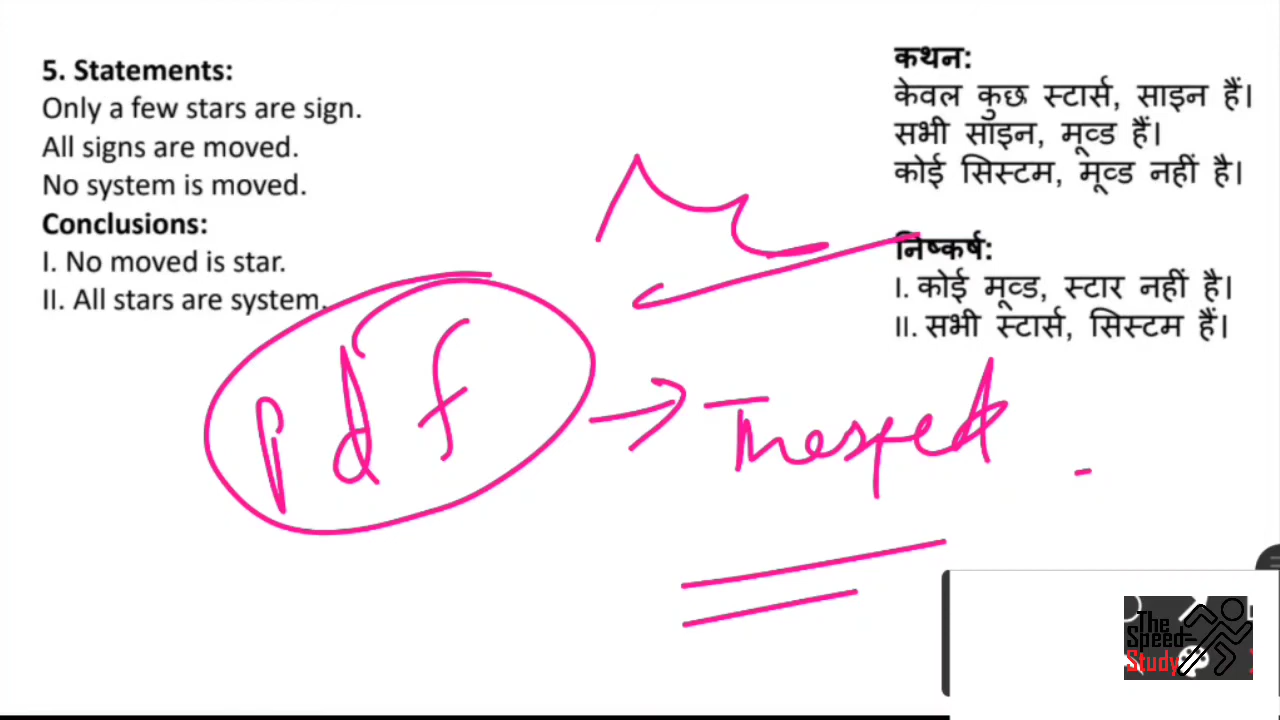 5. Statements:
Only a few stars are sign.
All signs are moved.
No system is moved.
Conclusions:
I. No moved is star.
II. All stars are system.
कथन:
केवल कुछ स्टार्स, साइन हैं।
सभी साइन, मूव्ड हैं।
कोई सिस्टम, मूव्ड नहीं है।
निष्कर्ष:
I. कोई मूव्ड, स्टार नहीं है।
II. सभी स्टार्स, सिस्टम हैं।
pdf
The
Speed
Study